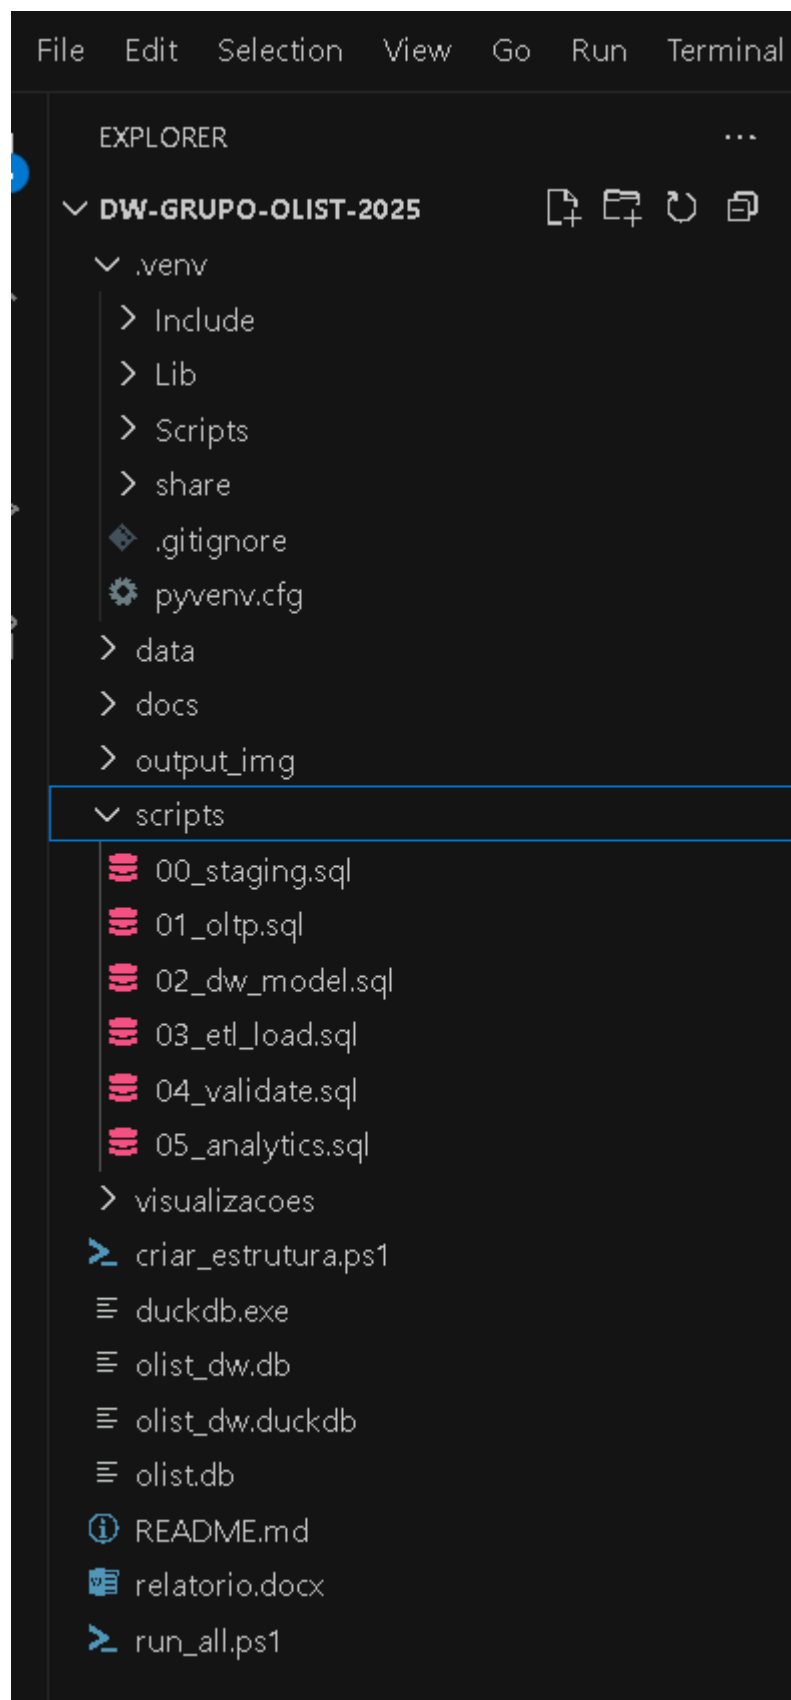 File Edit Selection View Go Run Terminal
EXPLORER ...
DW-GRUPO-OLIST-2025
.venv
Include
Lib
Scripts
share
.gitignore
pyvenv.cfg
data
docs
output_img
scripts
00_staging.sql
01_oltp.sql
02_dw_model.sql
03_etl_load.sql
04_validate.sql
05_analytics.sql
visualizacoes
criar_estrutura.ps1
duckdb.exe
olist_dw.db
olist_dw.duckdb
olist.db
README.md
relatorio.docx
run_all.ps1